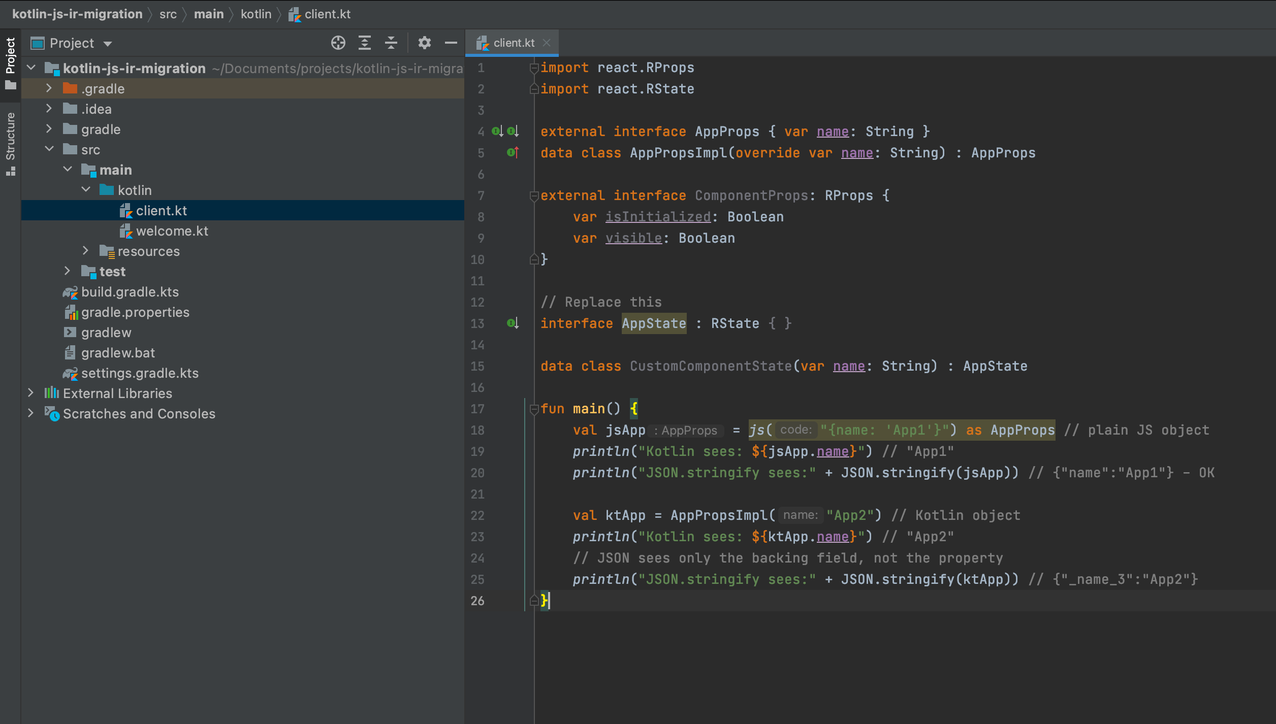 kotlin-js-ir-migration 〉 src 〉 main 〉 kotlin 〉 client.kt
Project
Structure
Project
kotlin-js-ir-migration ~/Documents/projects/kotlin-js-ir-migra
.gradle
.idea
gradle
src
main
kotlin
client.kt
welcome.kt
resources
test
build.gradle.kts
gradle.properties
gradlew
gradlew.bat
settings.gradle.kts
External Libraries
Scratches and Consoles
client.kt
1 import react.RProps
2 import react.RState
3
4 external interface AppProps { var name: String }
5 data class AppPropsImpl(override var name: String) : AppProps
6
7 external interface ComponentProps: RProps {
8 var isInitialized: Boolean
9 var visible: Boolean
10 }
11
12 // Replace this
13 interface AppState : RState { }
14
15 data class CustomComponentState(var name: String) : AppState
16
17 fun main() {
18 val jsApp : AppProps = js( code: "{name: 'App1'}") as AppProps // plain JS object
19 println("Kotlin sees: ${jsApp.name}") // "App1"
20 println("JSON.stringify sees:" + JSON.stringify(jsApp)) // {"name":"App1"} – OK
21
22 val ktApp = AppPropsImpl( name: "App2") // Kotlin object
23 println("Kotlin sees: ${ktApp.name}") // "App2"
24 // JSON sees only the backing field, not the property
25 println("JSON.stringify sees:" + JSON.stringify(ktApp)) // {"_name_3":"App2"}
26 }